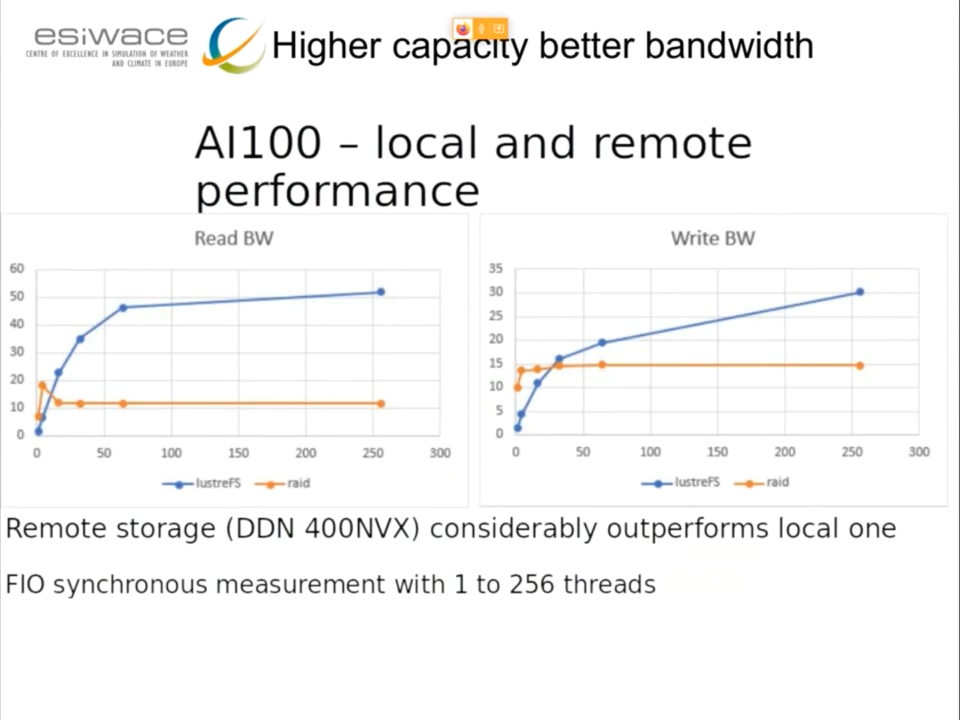 esiwace
CENTRE OF EXCELLENCE IN SIMULATION OF WEATHER
AND CLIMATE IN EUROPE
Higher capacity better bandwidth
AI100 – local and remote
performance
Read BW
60
50
40
30
20
10
0
0 50 100 150 200 250 300
lustreFS raid
Write BW
35
30
25
20
15
10
5
0
0 50 100 150 200 250 300
lustreFS raid
Remote storage (DDN 400NVX) considerably outperforms local one
FIO synchronous measurement with 1 to 256 threads